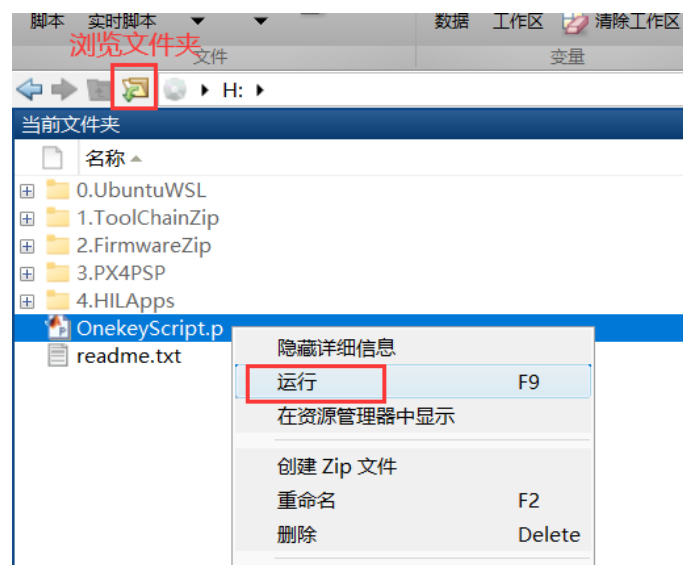 脚本 实时脚本 数据 工作区 清除工作区
浏览文件夹
文件 变量
H:
当前文件夹
名称
0.UbuntuWSL
1.ToolChainZip
2.FirmwareZip
3.PX4PSP
4.HILApps
OnekeyScript.p
readme.txt
隐藏详细信息
运行 F9
在资源管理器中显示
创建 Zip 文件
重命名 F2
删除 Delete